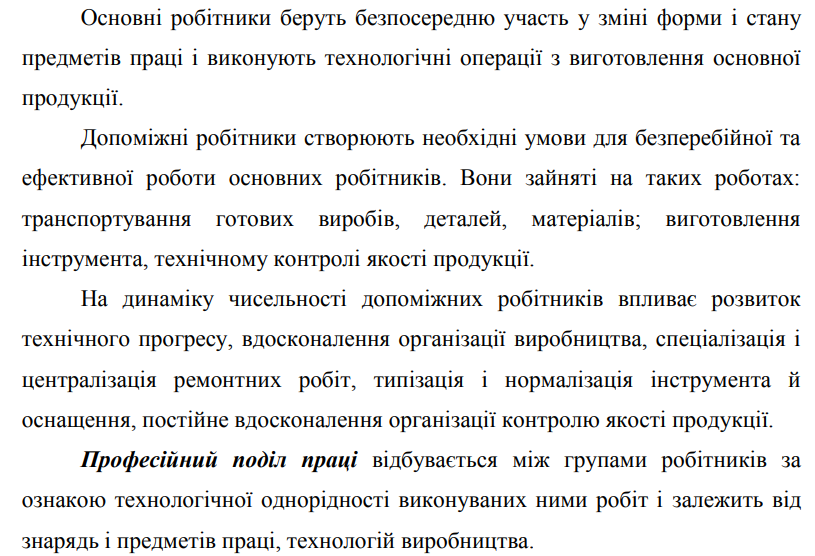 Основні робітники беруть безпосередню участь у зміні форми і стану
предметів праці і виконують технологічні операції з виготовлення основної
продукції.
Допоміжні робітники створюють необхідні умови для безперебійної та
ефективної роботи основних робітників. Вони зайняті на таких роботах:
транспортування готових виробів, деталей, матеріалів; виготовлення
інструмента, технічному контролі якості продукції.
На динаміку чисельності допоміжних робітників впливає розвиток
технічного прогресу, вдосконалення організації виробництва, спеціалізація і
централізація ремонтних робіт, типізація і нормалізація інструмента й
оснащення, постійне вдосконалення організації контролю якості продукції.
Професійний поділ праці відбувається між групами робітників за
ознакою технологічної однорідності виконуваних ними робіт і залежить від
знарядь і предметів праці, технологій виробництва.